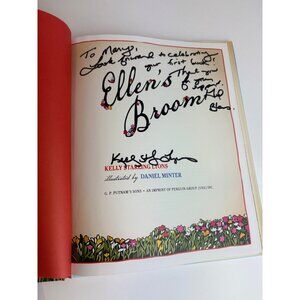 To Mary,
Look forward to celebrating
your first book!
Thank you
Ellen's
Broom
KELLY STARLING LYONS
illustrated by DANIEL MINTER
G. P. PUTNAM'S SONS • AN IMPRINT OF PENGUIN GROUP (USA) INC.